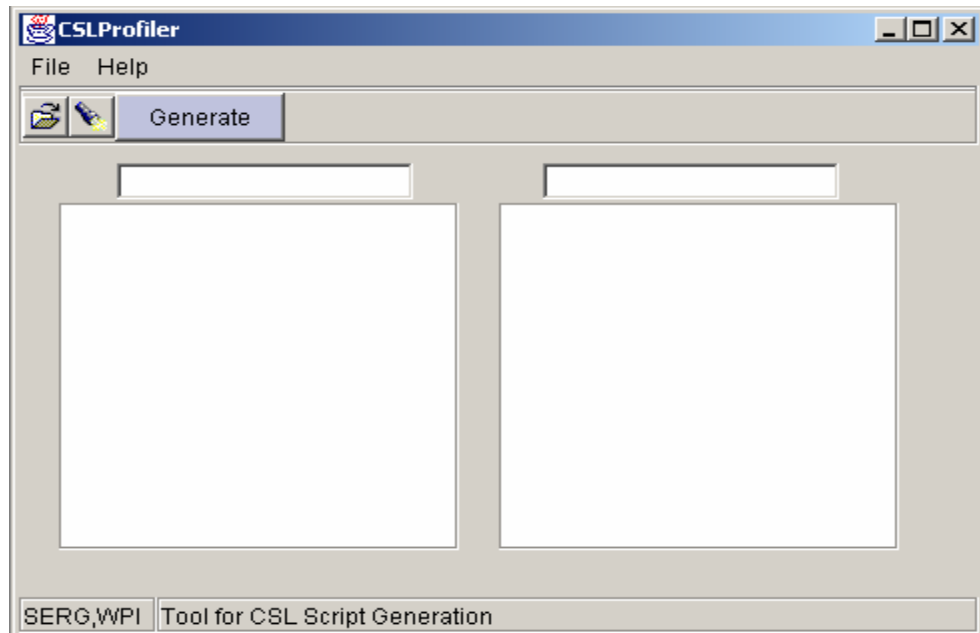 CSLProfiler
File Help
Generate
SERG,WPI Tool for CSL Script Generation